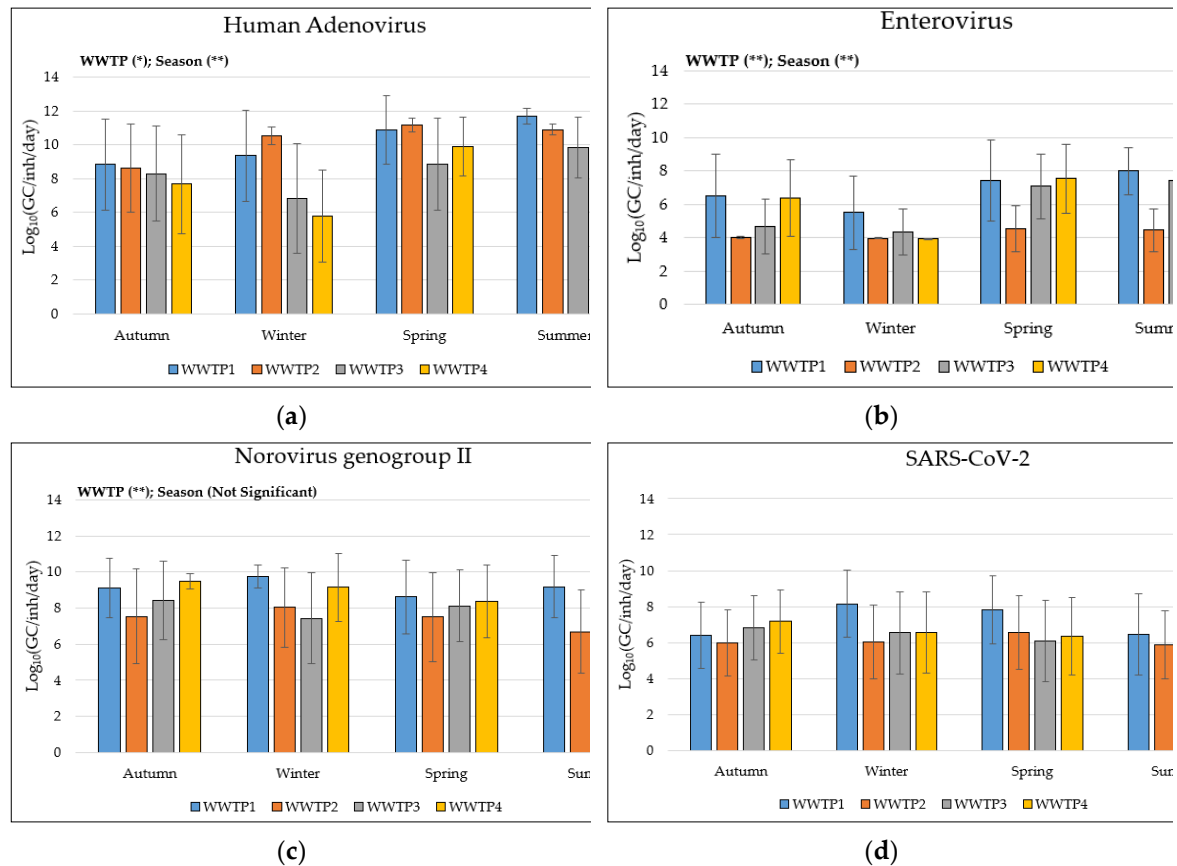 Human Adenovirus
WWTP (*); Season (**)
14
12
10
8
6
4
2
0
Log10(GC/inh/day)
Autumn Winter Spring Summer
WWTP1 WWTP2 WWTP3 WWTP4
(a)
Enterovirus
WWTP (**); Season (**)
14
12
10
8
6
4
2
0
Log10(GC/inh/day)
Autumn Winter Spring Summ
WWTP1 WWTP2 WWTP3 WWTP4
(b)
Norovirus genogroup II
WWTP (**); Season (Not Significant)
14
12
10
8
6
4
2
0
Log10(GC/inh/day)
Autumn Winter Spring Sum
WWTP1 WWTP2 WWTP3 WWTP4
(c)
SARS-CoV-2
14
12
10
8
6
4
2
0
Log10(GC/inh/day)
Autumn Winter Spring Su
WWTP1 WWTP2 WWTP3 WWTP4
(d)